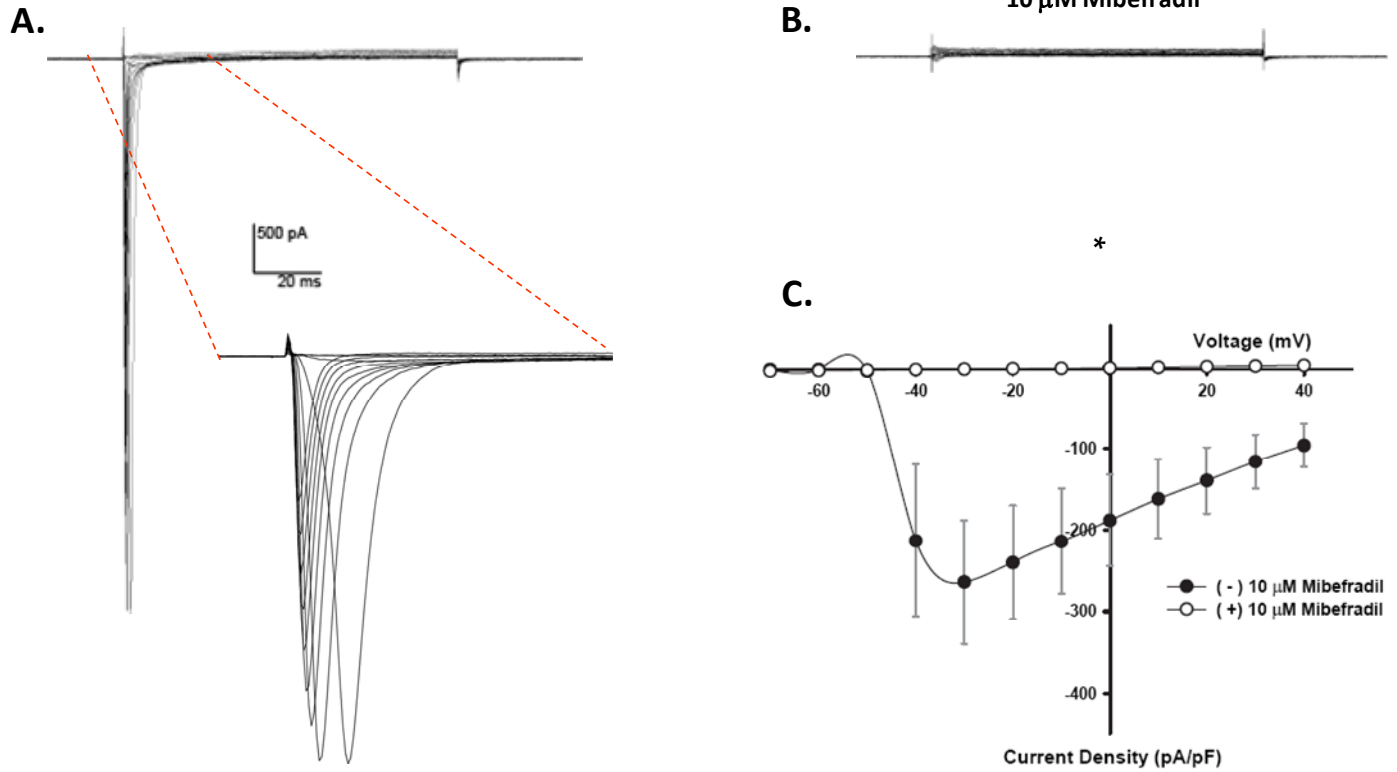 A.
500 pA
20 ms
B.
10 μM Mibefradil
*
C.
Voltage (mV)
-60
-40
-20
20
40
-100
-200
-300
-400
( - ) 10 μM Mibefradil
( +) 10 μM Mibefradil
Current Density (pA/pF)